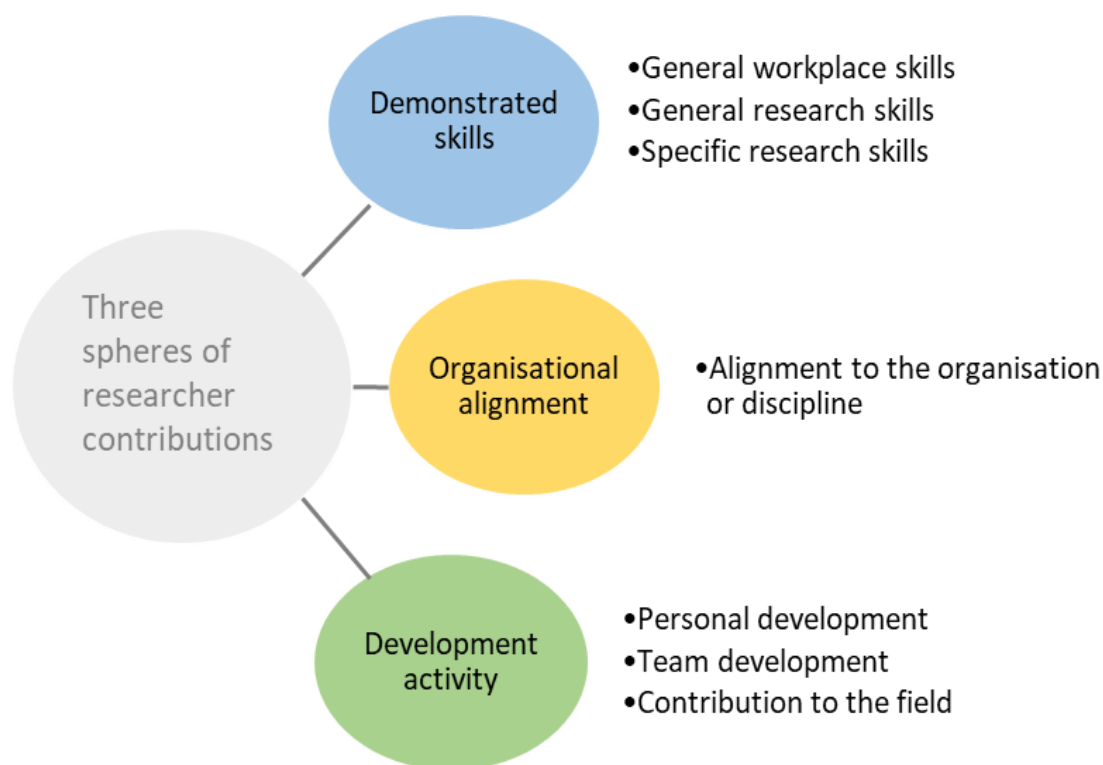 Three
spheres of
researcher
contributions
Demonstrated
skills
•General workplace skills
•General research skills
•Specific research skills
Organisational
alignment
•Alignment to the organisation
or discipline
Development
activity
•Personal development
•Team development
•Contribution to the field